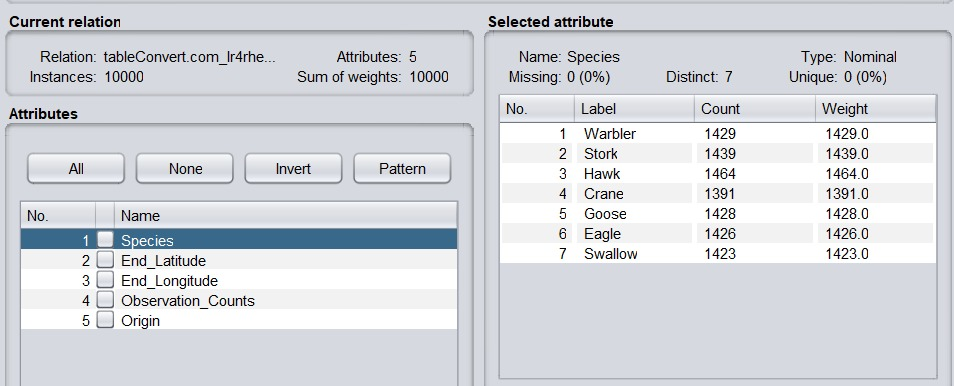 Current relation
Relation: tableConvert.com_lr4rhe... Attributes: 5
Instances: 10000 Sum of weights: 10000
Attributes
All None Invert Pattern
No. Name
1 Species
2 End_Latitude
3 End_Longitude
4 Observation_Counts
5 Origin
Selected attribute
Name: Species Type: Nominal
Missing: 0 (0%) Distinct: 7 Unique: 0 (0%)
No. Label Count Weight
1 Warbler 1429 1429.0
2 Stork 1439 1439.0
3 Hawk 1464 1464.0
4 Crane 1391 1391.0
5 Goose 1428 1428.0
6 Eagle 1426 1426.0
7 Swallow 1423 1423.0